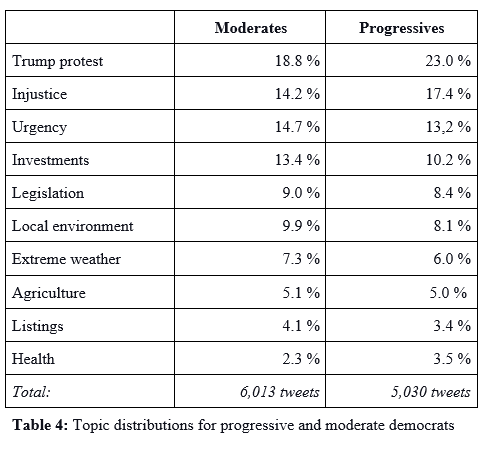 Moderates Progressives
Trump protest 18.8 % 23.0 %
Injustice 14.2 % 17.4 %
Urgency 14.7 % 13,2 %
Investments 13.4 % 10.2 %
Legislation 9.0 % 8.4 %
Local environment 9.9 % 8.1 %
Extreme weather 7.3 % 6.0 %
Agriculture 5.1 % 5.0 %
Listings 4.1 % 3.4 %
Health 2.3 % 3.5 %
Total: 6,013 tweets 5,030 tweets
Table 4: Topic distributions for progressive and moderate democrats